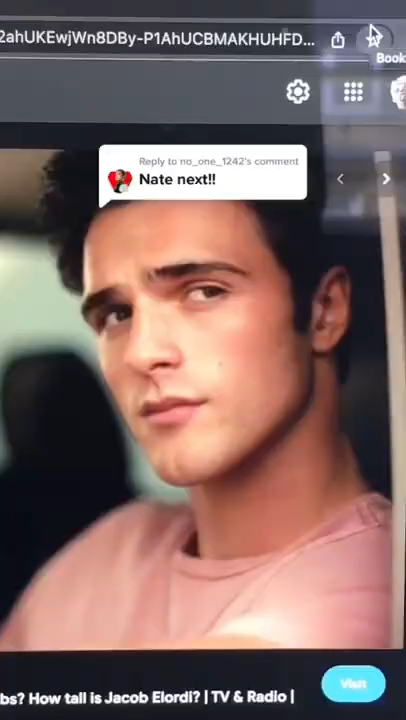 2ahUKEwjWn8DBy-P1AhUCBMAKHUHFD...
Book
Reply to no_one_1242's comment
Nate next!!
bs? How tall is Jacob Elordi? | TV & Radio |
Visit